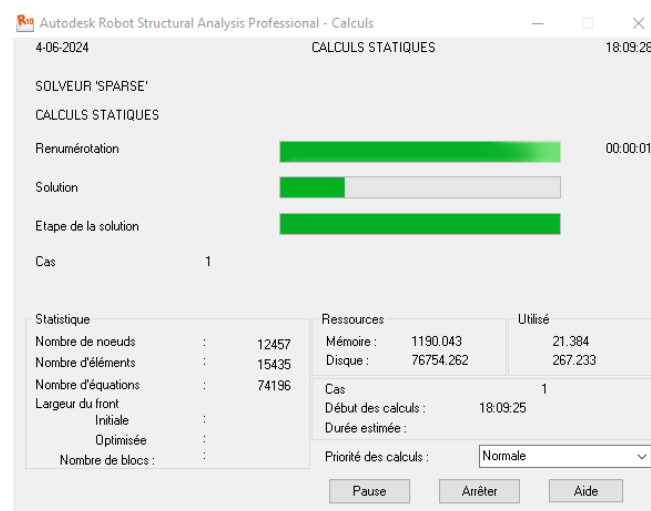 Autodesk Robot Structural Analysis Professional - Calculs
4-06-2024 CALCULS STATIQUES 18:09:28
SOLVEUR 'SPARSE'
CALCULS STATIQUES
Renumérotation 00:00:01
Solution
Etape de la solution
Cas 1
Statistique
Nombre de noeuds : 12457
Nombre d'éléments : 15435
Nombre d'équations : 74196
Largeur du front
Initiale :
Optimisée :
Nombre de blocs : :
Ressources Utilisé
Mémoire : 1190.043 21.384
Disque : 76754.262 267.233
Cas 1
Début des calculs : 18:09:25
Durée estimée :
Priorité des calculs : Normale
Pause Arrêter Aide